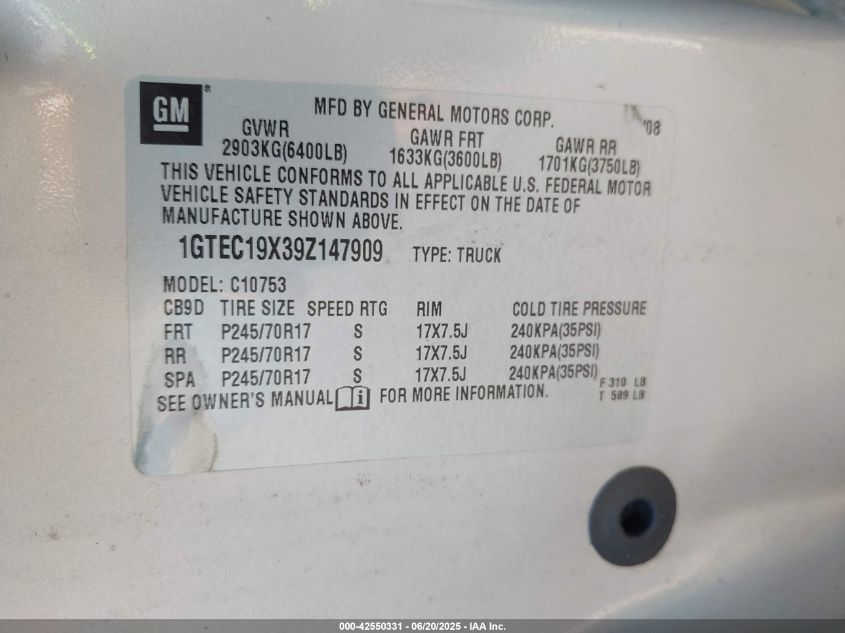 GM®
MFD BY GENERAL MOTORS CORP. '08
GVWR GAWR FRT GAWR RR
2903KG(6400LB) 1633KG(3600LB) 1701KG(3750LB)
THIS VEHICLE CONFORMS TO ALL APPLICABLE U.S. FEDERAL MOTOR
VEHICLE SAFETY STANDARDS IN EFFECT ON THE DATE OF
MANUFACTURE SHOWN ABOVE.
1GTEC19X39Z147909 TYPE: TRUCK
MODEL: C10753
CB9D TIRE SIZE SPEED RTG RIM COLD TIRE PRESSURE
FRT P245/70R17 S 17X7.5J 240KPA(35PSI)
RR P245/70R17 S 17X7.5J 240KPA(35PSI)
SPA P245/70R17 S 17X7.5J 240KPA(35PSI)
F 310 LB
SEE OWNER'S MANUAL i FOR MORE INFORMATION.
T 589 LB
000-42550331 - 06/20/2025 - IAA Inc.